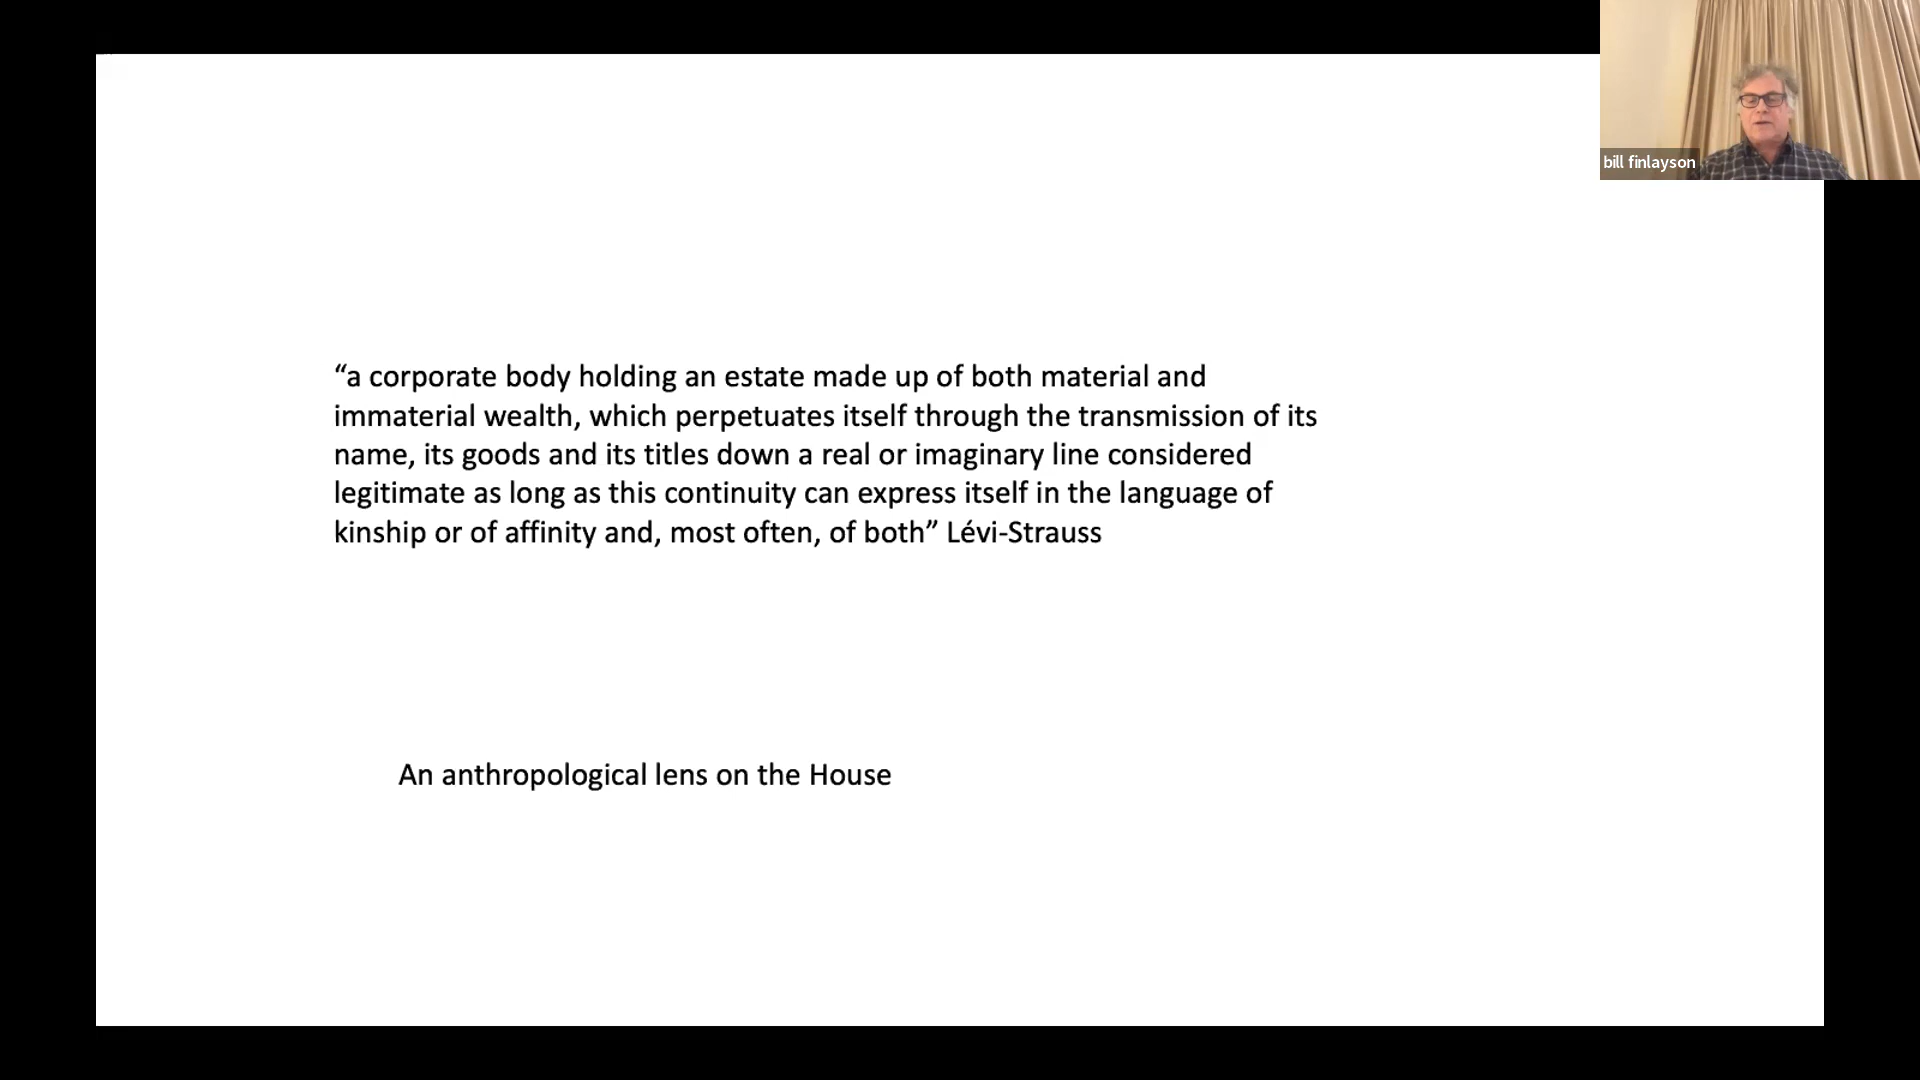 bill finlayson
“a corporate body holding an estate made up of both material and
immaterial wealth, which perpetuates itself through the transmission of its
name, its goods and its titles down a real or imaginary line considered
legitimate as long as this continuity can express itself in the language of
kinship or of affinity and, most often, of both” Lévi-Strauss
An anthropological lens on the House